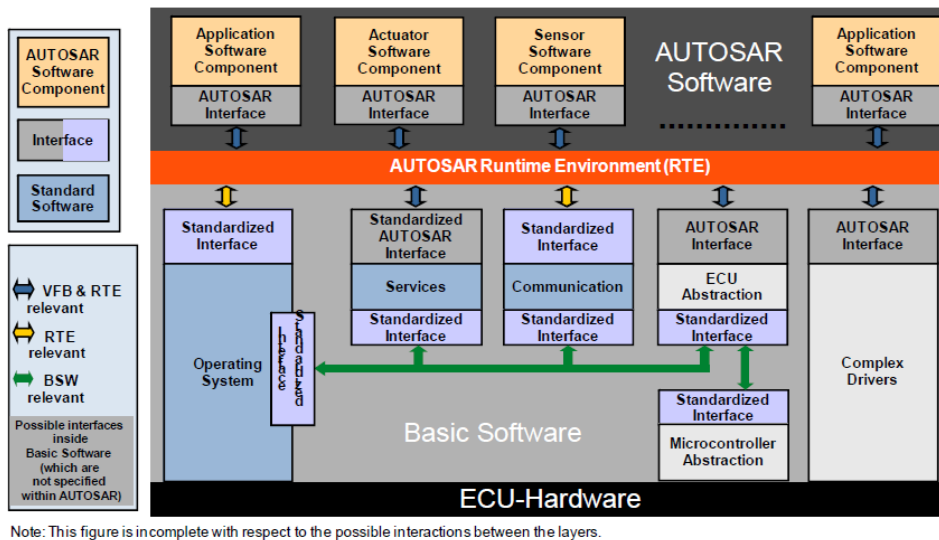 AUTOSAR
Software
Component
Interface
Standard
Software
VFB & RTE
relevant
RTE
relevant
BSW
relevant
Possible interfaces
inside
Basic Software
(which are
not specified
within AUTOSAR)
Application
Software
Component
AUTOSAR
Interface
Actuator
Software
Component
AUTOSAR
Interface
Sensor
Software
Component
AUTOSAR
Interface
AUTOSAR
Software
..............
Application
Software
Component
AUTOSAR
Interface
AUTOSAR Runtime Environment (RTE)
Standardized
Interface
Operating
System
Standardized
Interface
Standardized
AUTOSAR
Interface
Services
Standardized
Interface
Standardized
Interface
Communication
Standardized
Interface
AUTOSAR
Interface
ECU
Abstraction
Standardized
Interface
Standardized
Interface
Microcontroller
Abstraction
AUTOSAR
Interface
Complex
Drivers
Basic Software
ECU-Hardware
Note: This figure is incomplete with respect to the possible interactions between the layers.